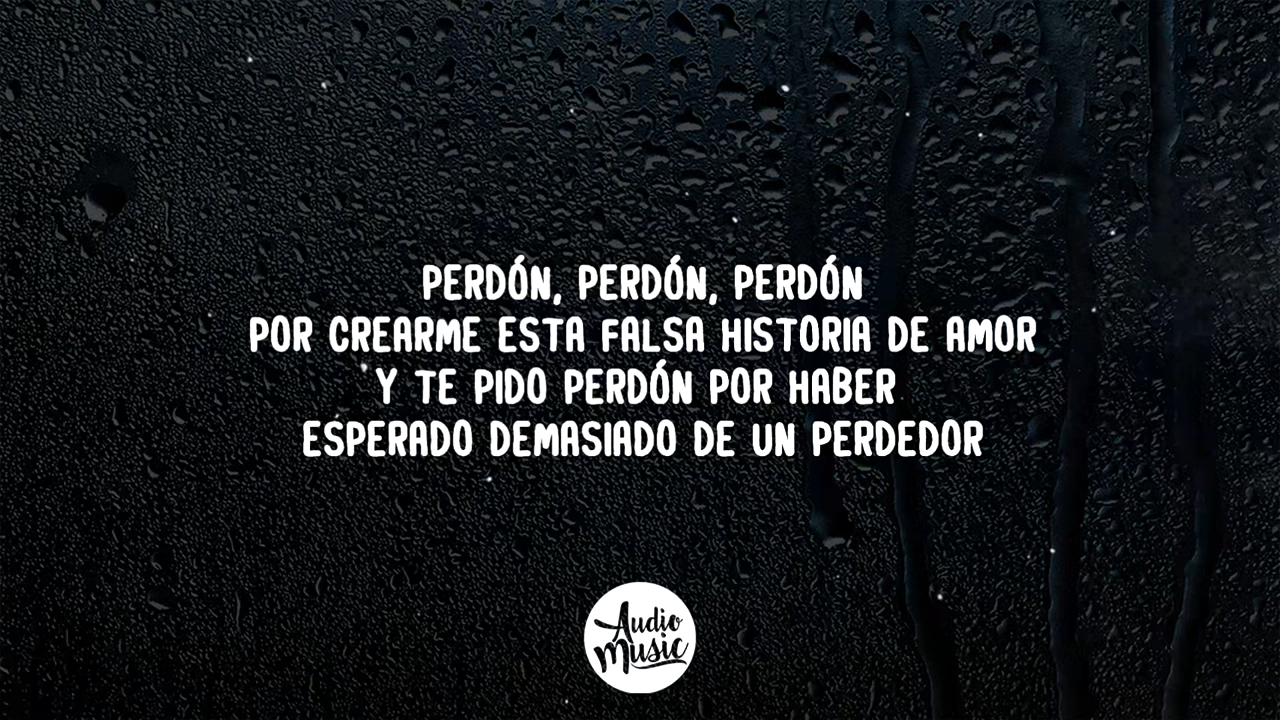 PERDÓN, PERDÓN, PERDÓN
POR CREARME ESTA FALSA HISTORIA DE AMOR
Y TE PIDO PERDÓN POR HABER
ESPERADO DEMASIADO DE UN PERDEDOR
Audio
Music